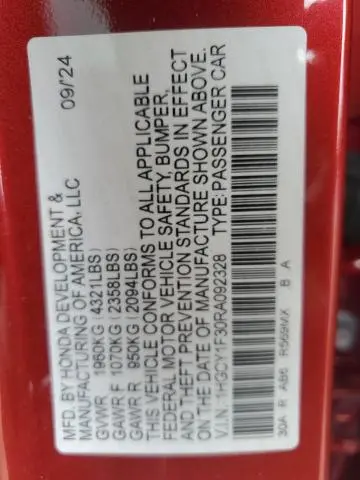 MFD. BY HONDA DEVELOPMENT &
MANUFACTURING OF AMERICA, LLC
09/24
GVWR 1960KG (4321LBS)
GAWR F 1070KG (2358LBS)
GAWR R 950KG (2094LBS)
THIS VEHICLE CONFORMS TO ALL APPLICABLE
FEDERAL MOTOR VEHICLE SAFETY, BUMPER,
AND THEFT PREVENTION STANDARDS IN EFFECT
ON THE DATE OF MANUFACTURE SHOWN ABOVE.
V.I.N. 1HGCY1F30RA092328 TYPE: PASSENGER CAR
30A R AB6 R569MX B A